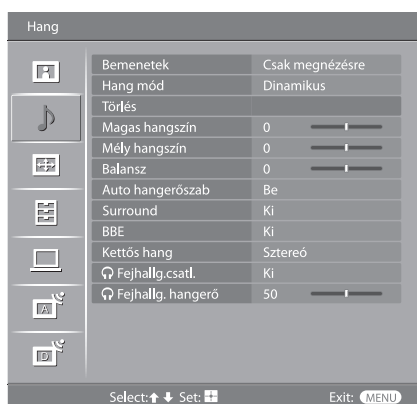 Hang
Bemenetek Csak megnézésre
Hang mód Dinamikus
Törlés
Magas hangszín 0
Mély hangszín 0
Balansz 0
Auto hangerőszab Be
Surround Ki
BBE Ki
Kettős hang Sztereó
Fejhallg.csatl. Ki
Fejhallg. hangerő 50
A
D
Select: Set: Exit: MENU